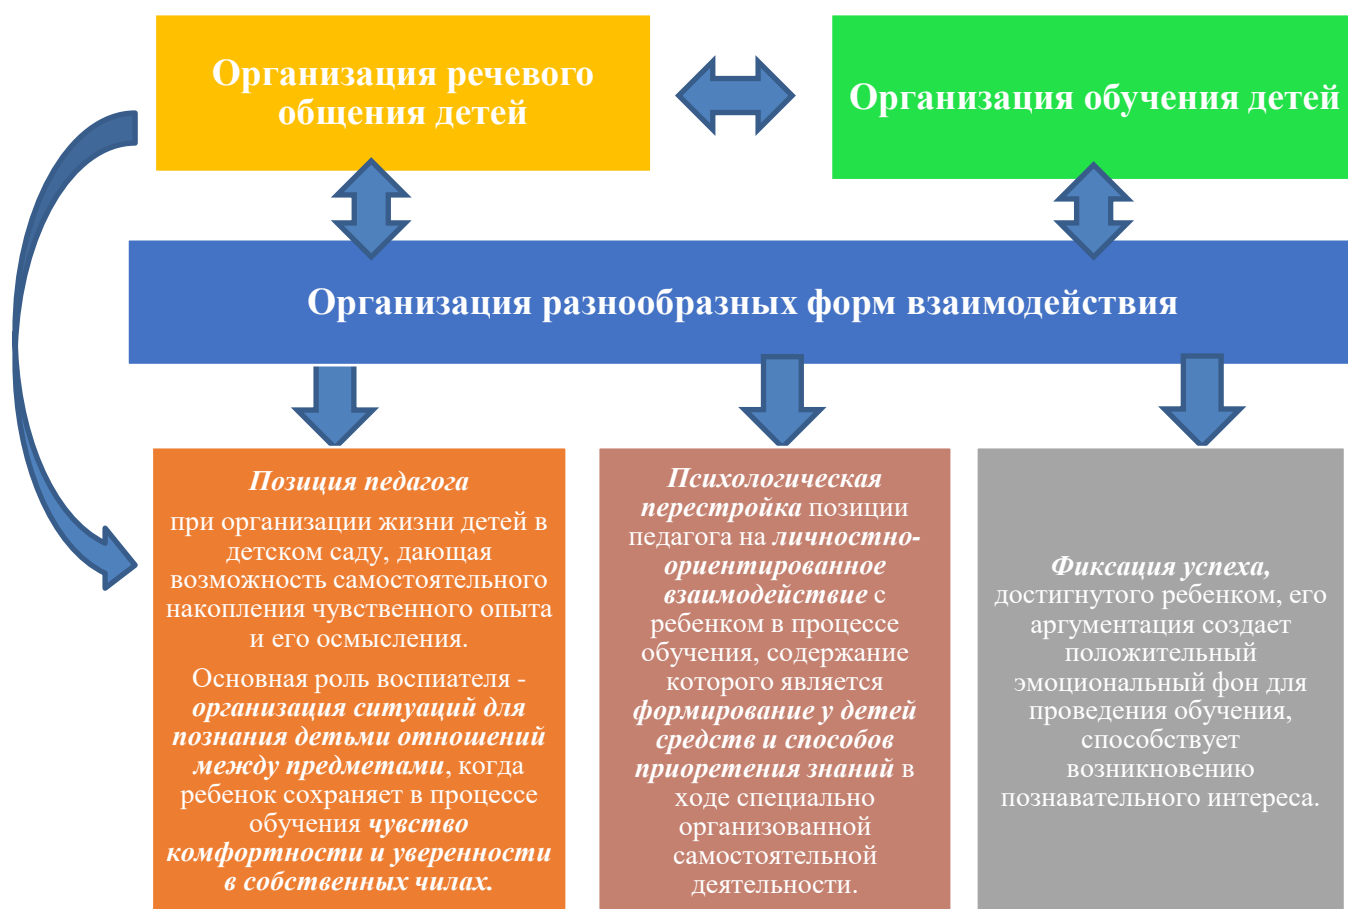 Организация речевого
общения детей
Организация обучения детей
Организация разнообразных форм взаимодействия
Позиция педагога
при организации жизни детей в
детском саду, дающая
возможность самостоятельного
накопления чувственного опыта
и его осмысления.
Основная роль воспиателя -
организация ситуаций для
познания детьми отношений
между предметами, когда
ребенок сохраняет в процессе
обучения чувство
комфортности и уверенности
в собственных чилах.
Психологическая
перестройка позиции
педагога на личностно-
ориентированное
взаимодействие с
ребенком в процессе
обучения, содержание
которого является
формирование у детей
средств и способов
приоретения знаний в
ходе специально
организованной
самостоятельной
деятельности.
Фиксация успеха,
достигнутого ребенком, его
аргументация создает
положительный
эмоциональный фон для
проведения обучения,
способствует
возникновению
познавательного интереса.